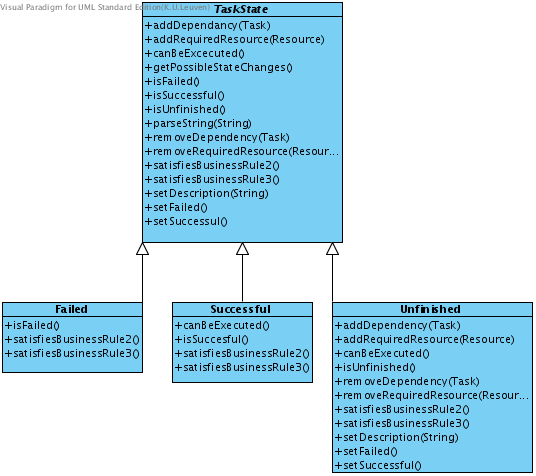 Visual Paradigm for UML Standard Edition(K.U.Leuven)
TaskState
+addDependancy(Task)
+addRequiredResource(Resource)
+canBeExcecuted()
+getPossibleStateChanges()
+isFailed()
+isSuccessful()
+isUnfinished()
+parseString(String)
+removeDependency(Task)
+removeRequiredResource(Resour...
+satisfiesBusinessRule2()
+satisfiesBusinessRule3()
+setDescription(String)
+setFailed()
+setSuccessul()
Failed
+isFailed()
+satisfiesBusinessRule2()
+satisfiesBusinessRule3()
Successful
+canBeExecuted()
+isSuccesful()
+satisfiesBusinessRule2()
+satisfiesBusinessRule3()
Unfinished
+addDependency(Task)
+addRequiredResource(Resource)
+canBeExecuted()
+isUnfinished()
+removeDependency(Task)
+removeRequiredResource(Resour...
+satisfiesBusinessRule2()
+satisfiesBusinessRule3()
+setDescription(String)
+setFailed()
+setSuccessful()